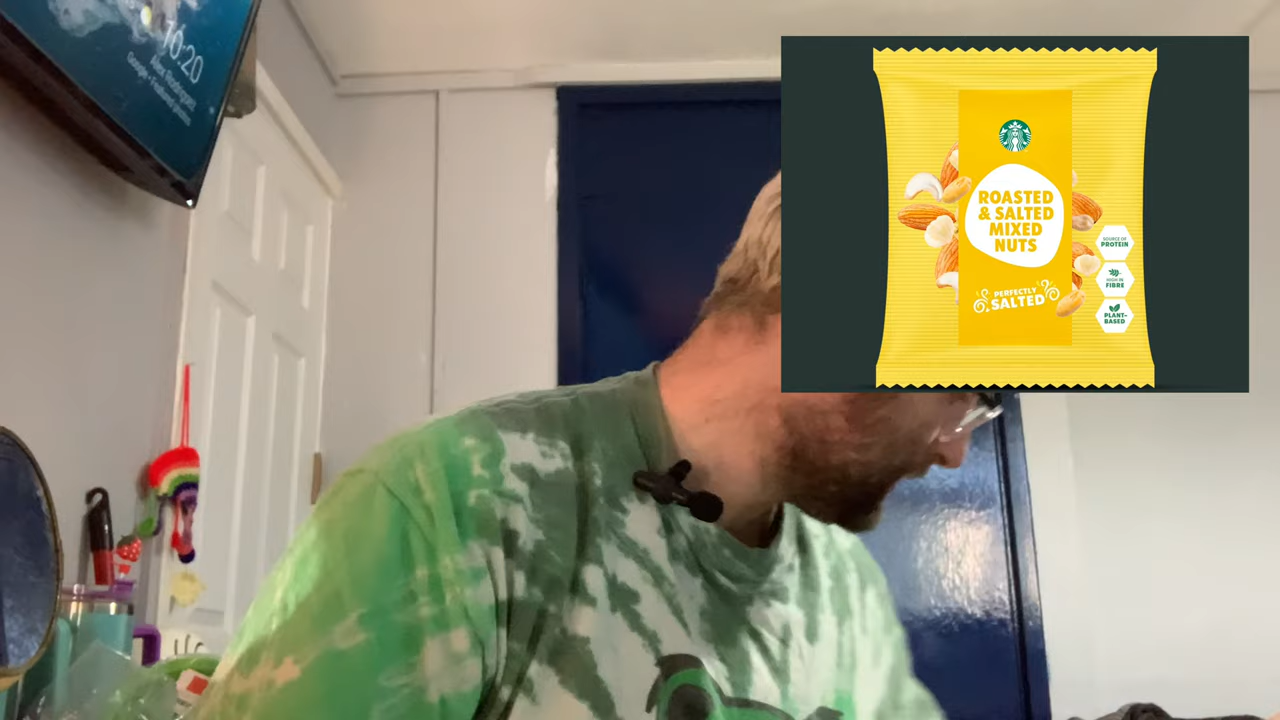 10:20
ROASTED
& SALTED
MIXED
NUTS
PERFECTLY
SALTED
SOURCE OF
PROTEIN
HIGH IN
FIBRE
PLANT-
BASED